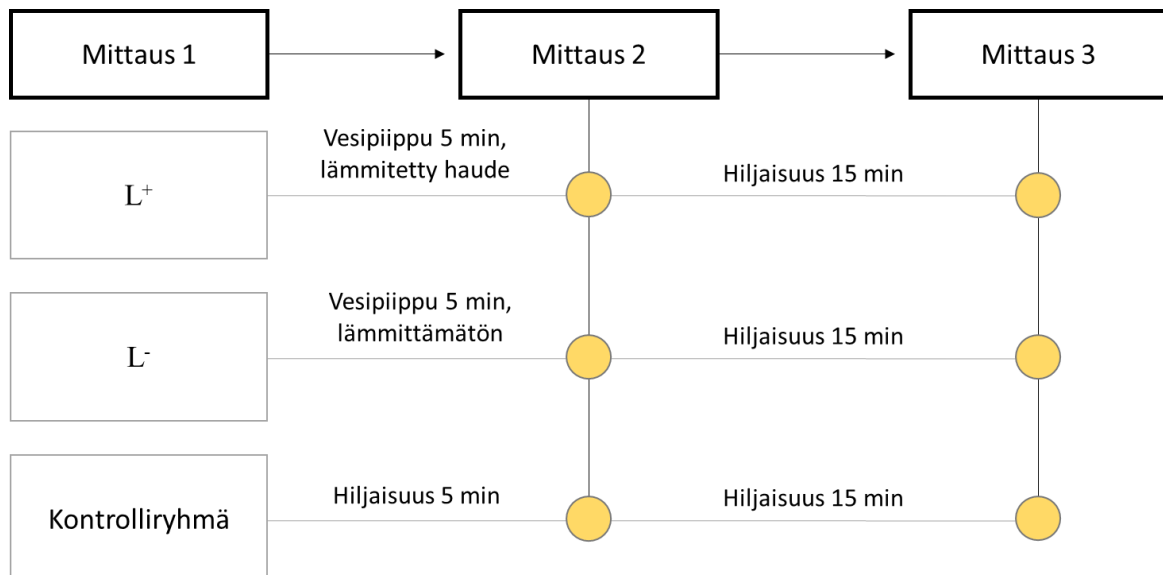 Mittaus 1
Mittaus 2
Mittaus 3
L⁺
Vesipiippu 5 min,
lämmitetty haude
Hiljaisuus 15 min
L⁻
Vesipiippu 5 min,
lämmittämätön
Hiljaisuus 15 min
Kontrolliryhmä
Hiljaisuus 5 min
Hiljaisuus 15 min